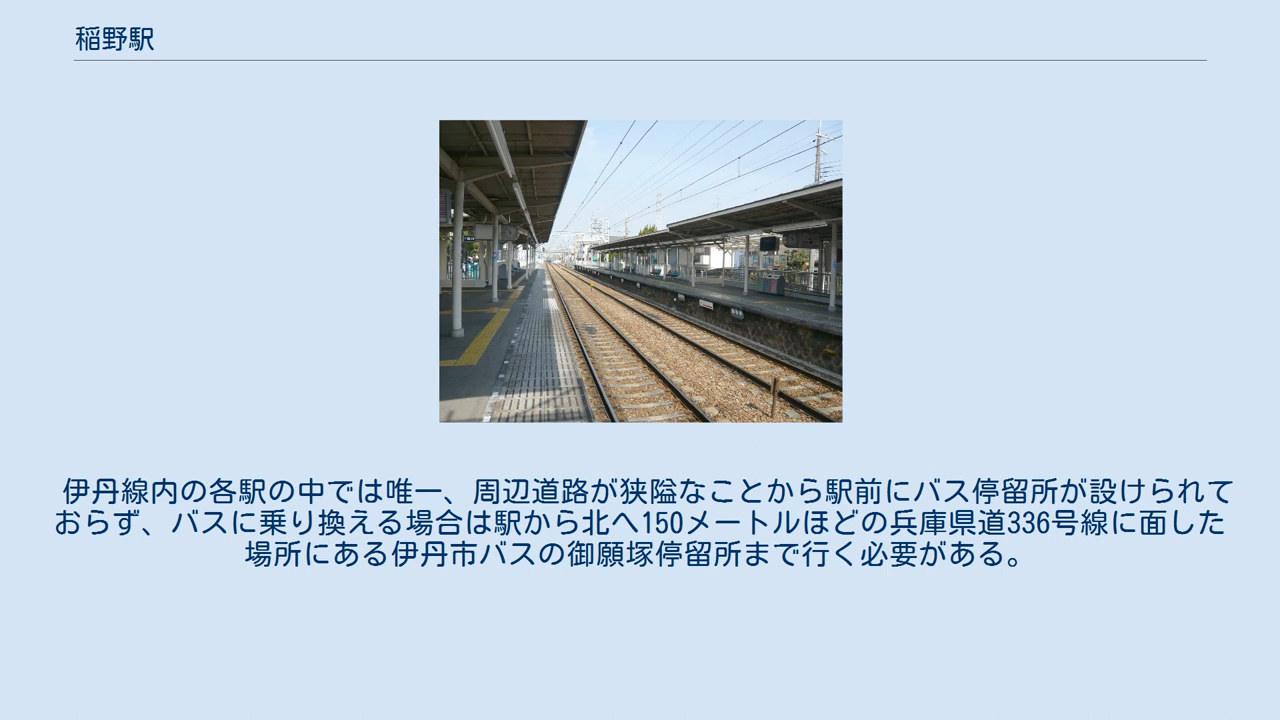 稲野駅
伊丹線内の各駅の中では唯一、周辺道路が狭隘なことから駅前にバス停留所が設けられて
おらず、バスに乗り換える場合は駅から北へ150メートルほどの兵庫県道336号線に面した
場所にある伊丹市バスの御願塚停留所まで行く必要がある。